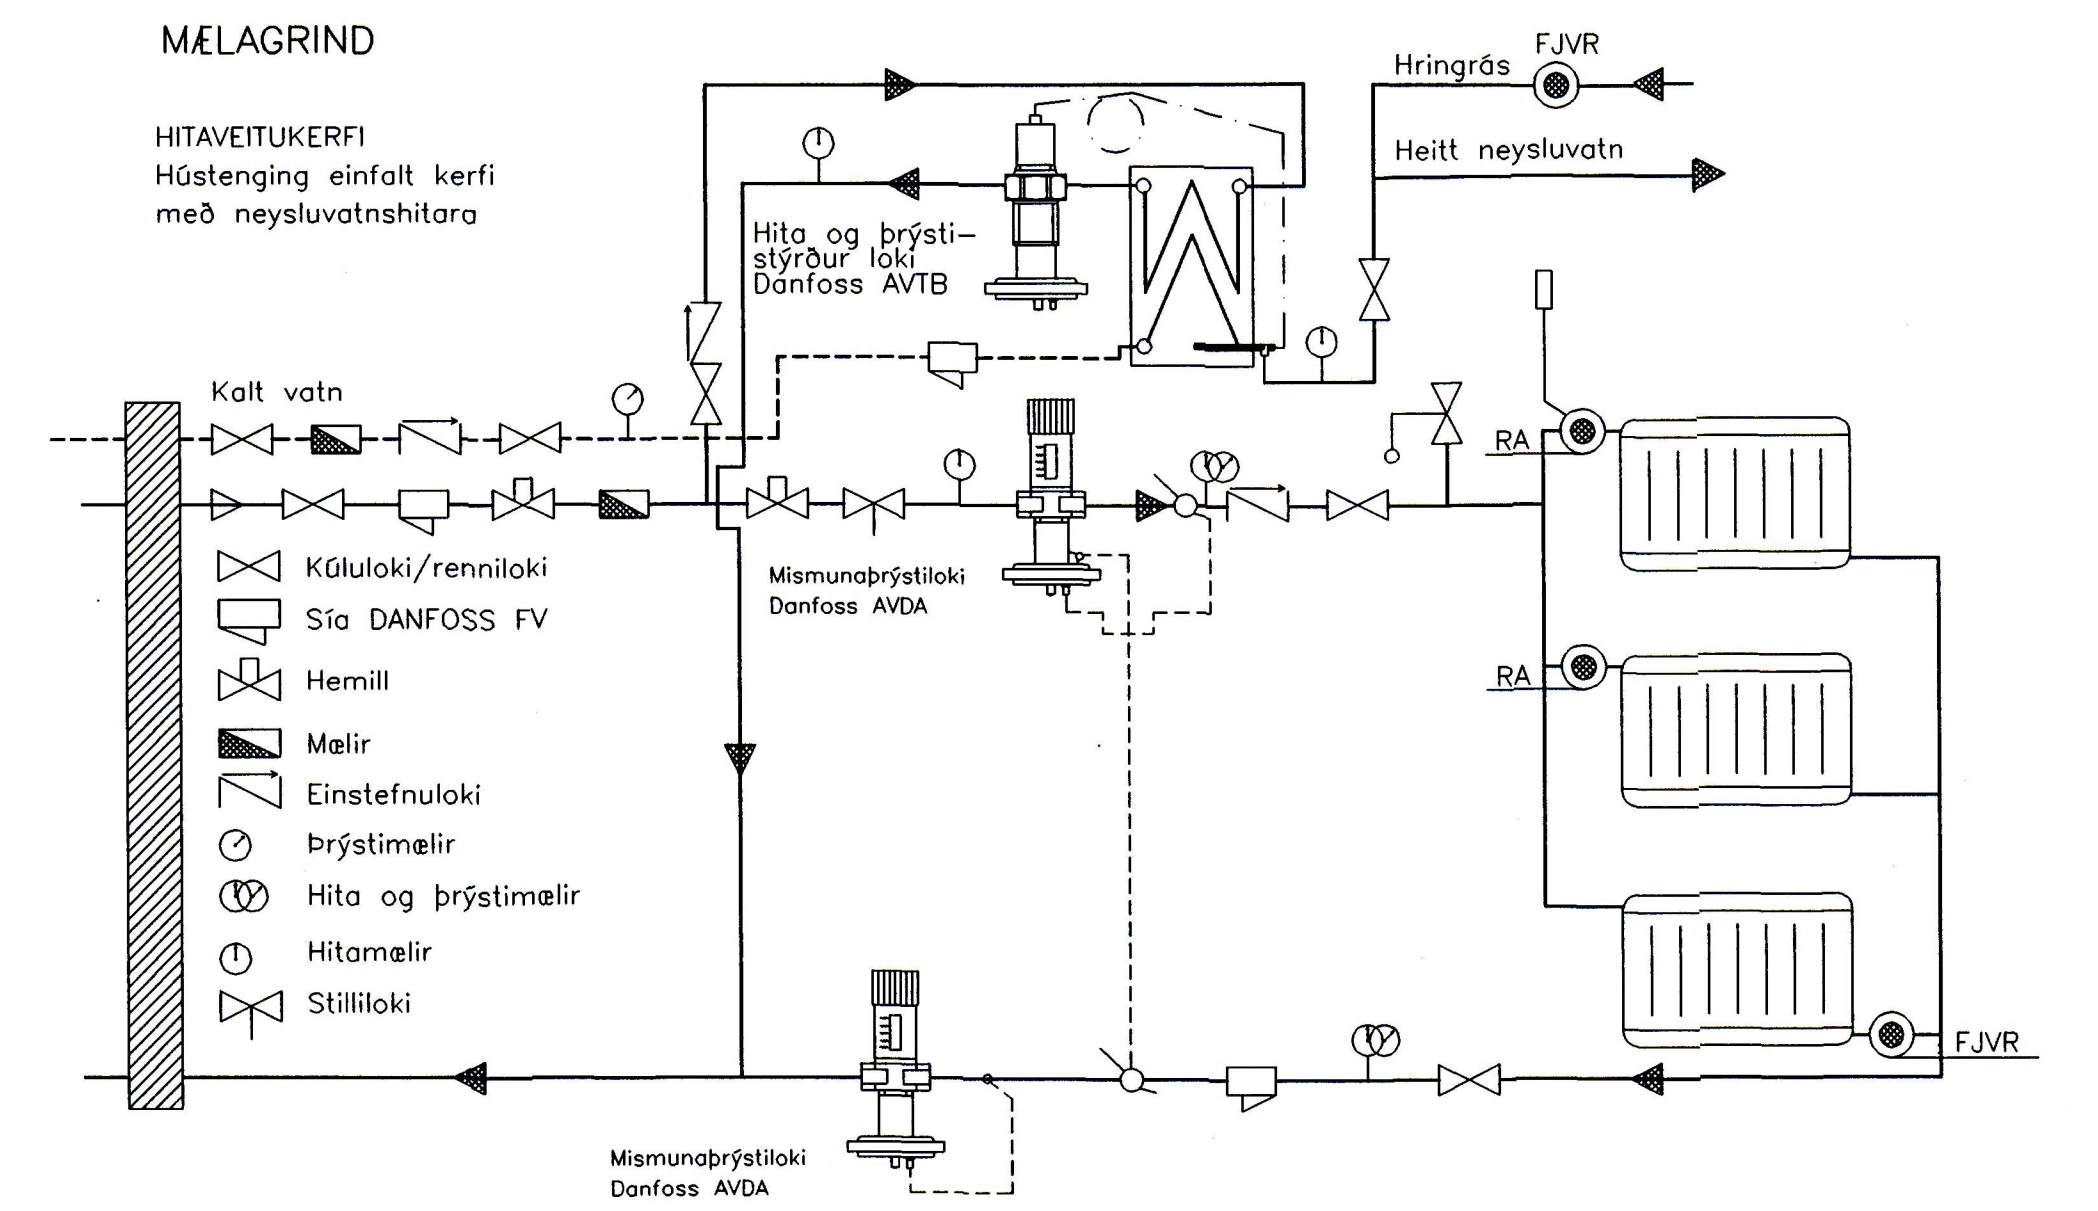 MÆLAGRIND
HITAVEITUKERFI
Hústenging einfalt kerfi
með neysluvatnshitara
FJVR
Hringrás
Heitt neysluvatn
Hita og þrýsti-
stýrður loki
Danfoss AVTB
Kalt vatn
RA
Mismunaþrýstiloki
Danfoss AVDA
RA
Kúluloki/renniloki
Sía DANFOSS FV
Hemill
Mælir
Einstefnuloki
Þrýstimælir
Hita og þrýstimælir
Hitamælir
Stilliloki
FJVR
Mismunaþrýstiloki
Danfoss AVDA